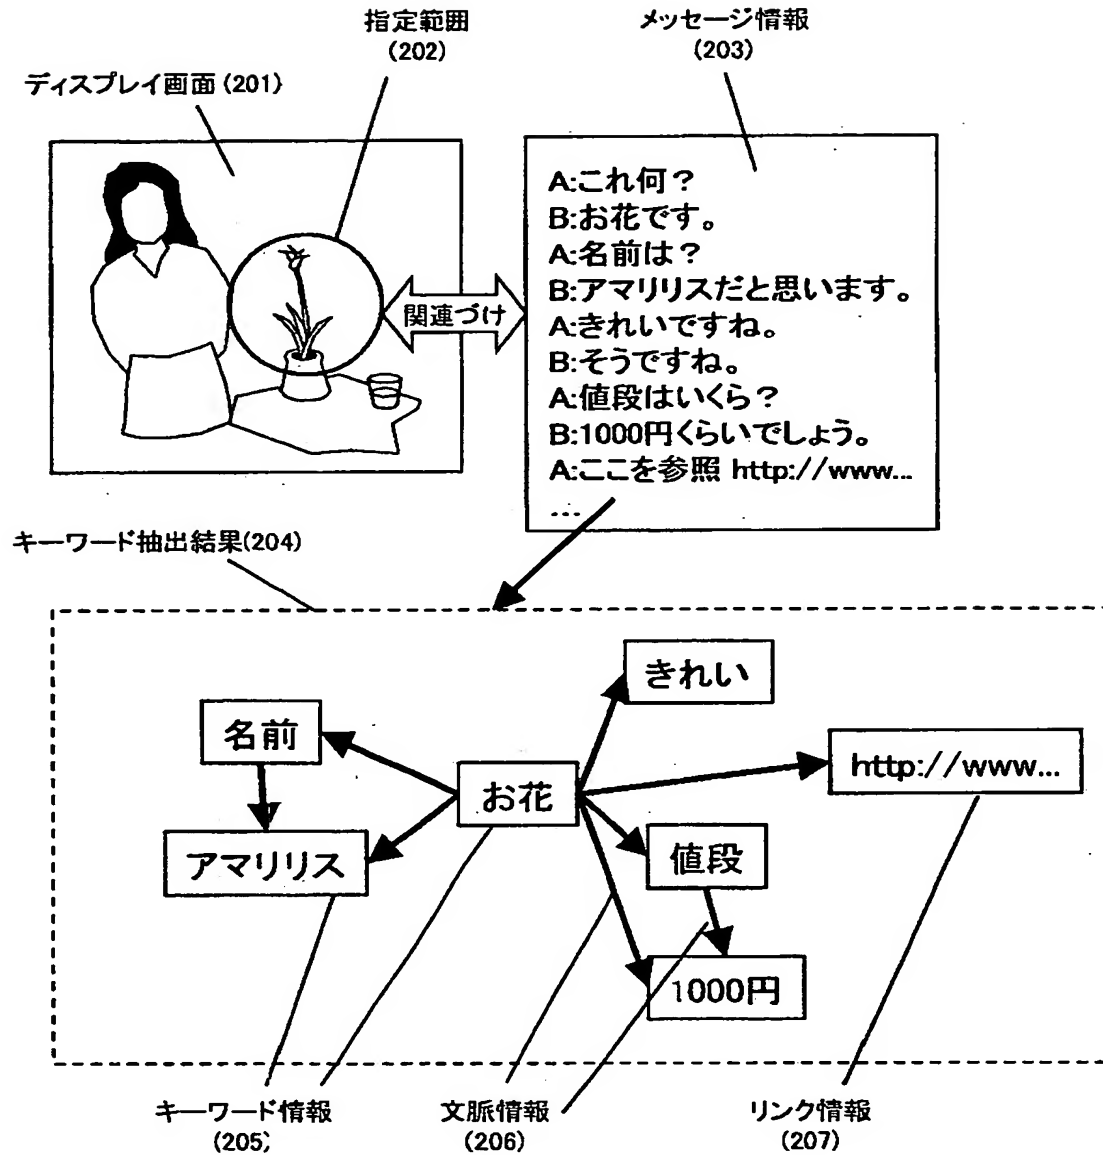 指定範囲
(202)
メッセージ情報
(203)
ディスプレイ画面(201)
A:これ何？
B:お花です。
A:名前は？
B:アマリリスだと思います。
A:きれいですね。
B:そうですね。
A:値段はいくら？
B:1000円くらいでしょう。
A:ここを参照 http://www...
...
関連づけ
キーワード抽出結果(204)
きれい
名前
http://www...
お花
値段
アマリリス
1000円
キーワード情報
(205)
文脈情報
(206)
リンク情報
(207)